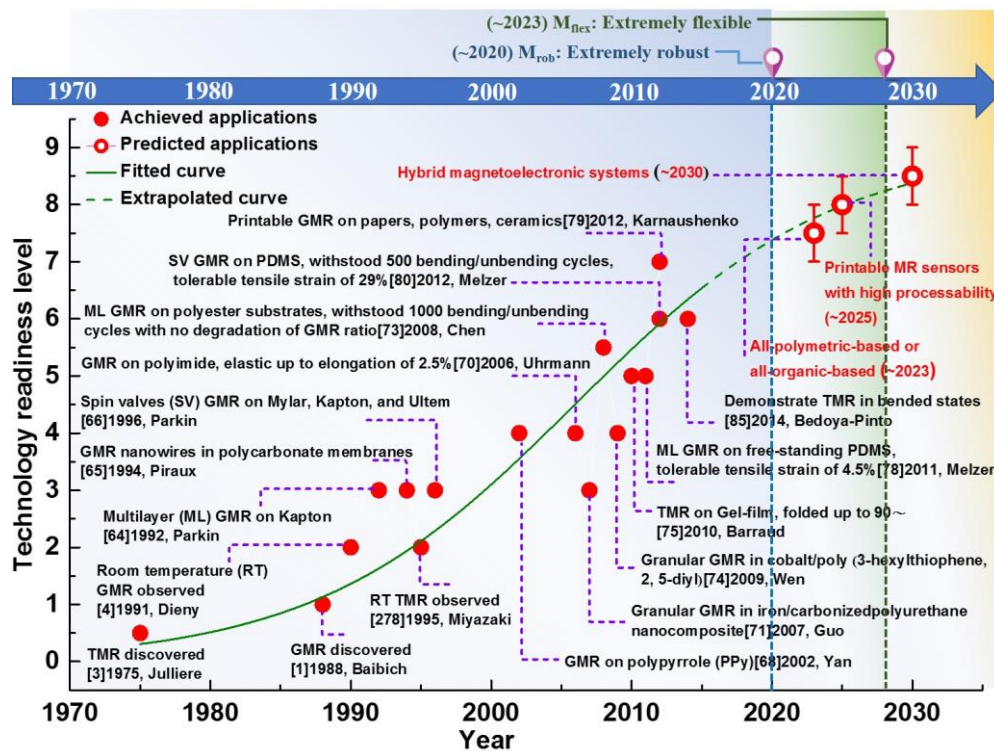 (~2023) Mflex: Extremely flexible
(~2020) Mrob: Extremely robust
1970 1980 1990 2000 2010 2020 2030
Achieved applications
Predicted applications
Fitted curve
Extrapolated curve
Hybrid magnetoelectronic systems (~2030)
Printable GMR on papers, polymers, ceramics[79]2012, Karnaushenko
SV GMR on PDMS, withstood 500 bending/unbending cycles,
tolerable tensile strain of 29%[80]2012, Melzer
ML GMR on polyester substrates, withstood 1000 bending/unbending
cycles with no degradation of GMR ratio[73]2008, Chen
GMR on polyimide, elastic up to elongation of 2.5%[70]2006, Uhrmann
Spin valves (SV) GMR on Mylar, Kapton, and Ultem
[66]1996, Parkin
GMR nanowires in polycarbonate membranes
[65]1994, Piraux
Multilayer (ML) GMR on Kapton
[64]1992, Parkin
Room temperature (RT)
GMR observed
[4]1991, Dieny
TMR discovered
[3]1975, Julliere
GMR discovered
[1]1988, Baibich
RT TMR observed
[278]1995, Miyazaki
Printable MR sensors
with high processability
(~2025)
All-polymetric-based or
all-organic-based (~2023)
Demonstrate TMR in bended states
[85]2014, Bedoya-Pinto
ML GMR on free-standing PDMS,
tolerable tensile strain of 4.5%[78]2011, Melzer
TMR on Gel-film, folded up to 90~
[75]2010, Barraud
Granular GMR in cobalt/poly (3-hexylthiophene,
2, 5-diyl)[74]2009, Wen
Granular GMR in iron/carbonizedpolyurethane
nanocomposite[71]2007, Guo
GMR on polypyrrole (PPy)[68]2002, Yan
Technology readiness level
9
8
7
6
5
4
3
2
1
0
1970 1980 1990 2000 2010 2020 2030
Year